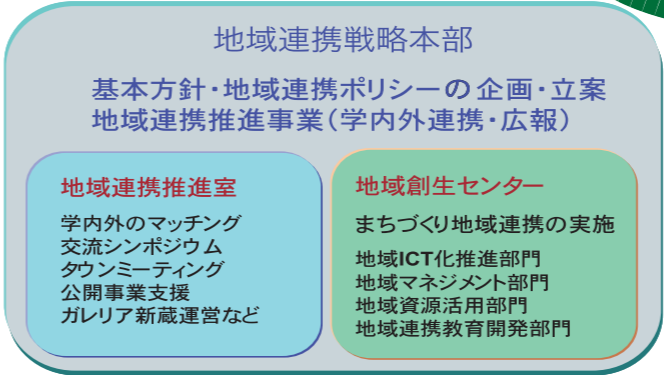 地域連携戦略本部
基本方針・地域連携ポリシーの企画・立案
地域連携推進事業(学内外連携・広報)
地域連携推進室
学内外のマッチング
交流シンポジウム
タウンミーティング
公開事業支援
ガレリア新蔵運営など
地域創生センター
まちづくり地域連携の実施
地域ICT化推進部門
地域マネジメント部門
地域資源活用部門
地域連携教育開発部門